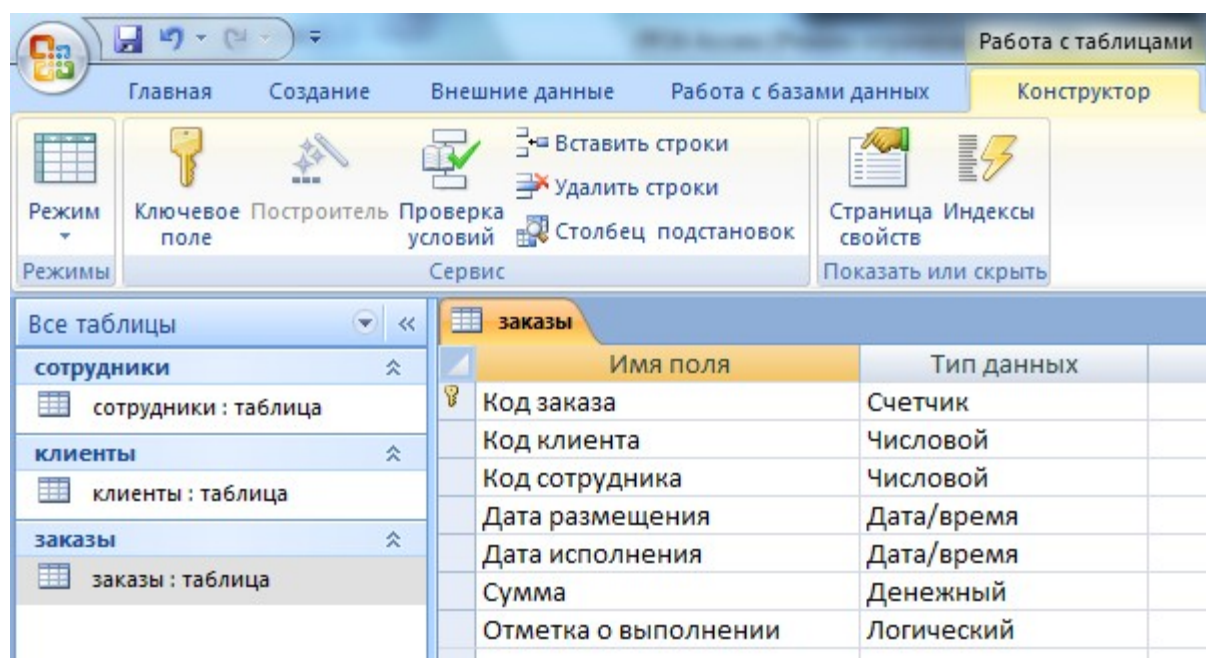 Работа с таблицами
Главная Создание Внешние данные Работа с базами данных Конструктор
Режим
Ключевое поле
Построитель
Проверка условий
Вставить строки
Удалить строки
Столбец подстановок
Страница свойств
Индексы
Режимы Сервис Показать или скрыть
Все таблицы
сотрудники
сотрудники : таблица
клиенты
клиенты : таблица
заказы
заказы : таблица
заказы
Имя поля Тип данных
Код заказа Счетчик
Код клиента Числовой
Код сотрудника Числовой
Дата размещения Дата/время
Дата исполнения Дата/время
Сумма Денежный
Отметка о выполнении Логический